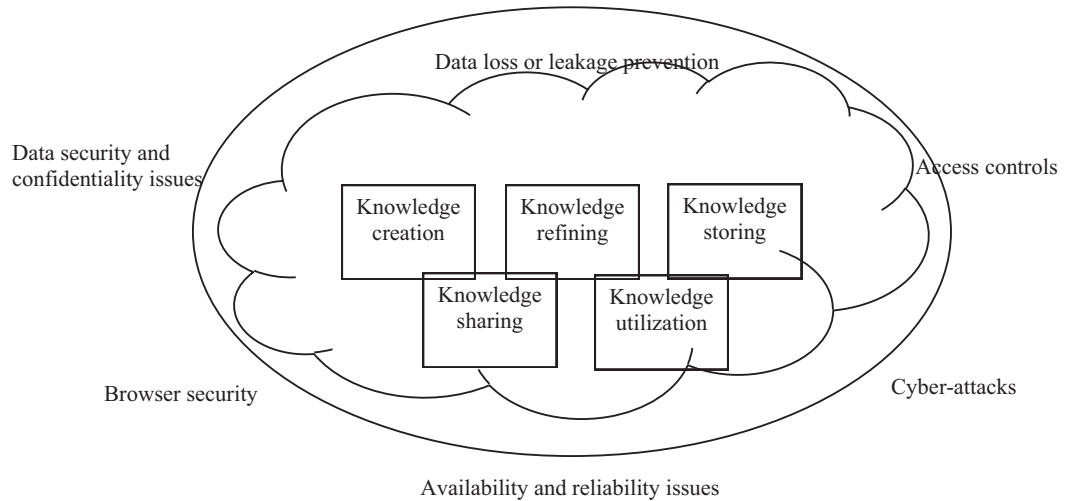 Data loss or leakage prevention
Data security and
confidentiality issues
Access controls
Knowledge
creation
Knowledge
refining
Knowledge
storing
Knowledge
sharing
Knowledge
utilization
Browser security
Cyber-attacks
Availability and reliability issues